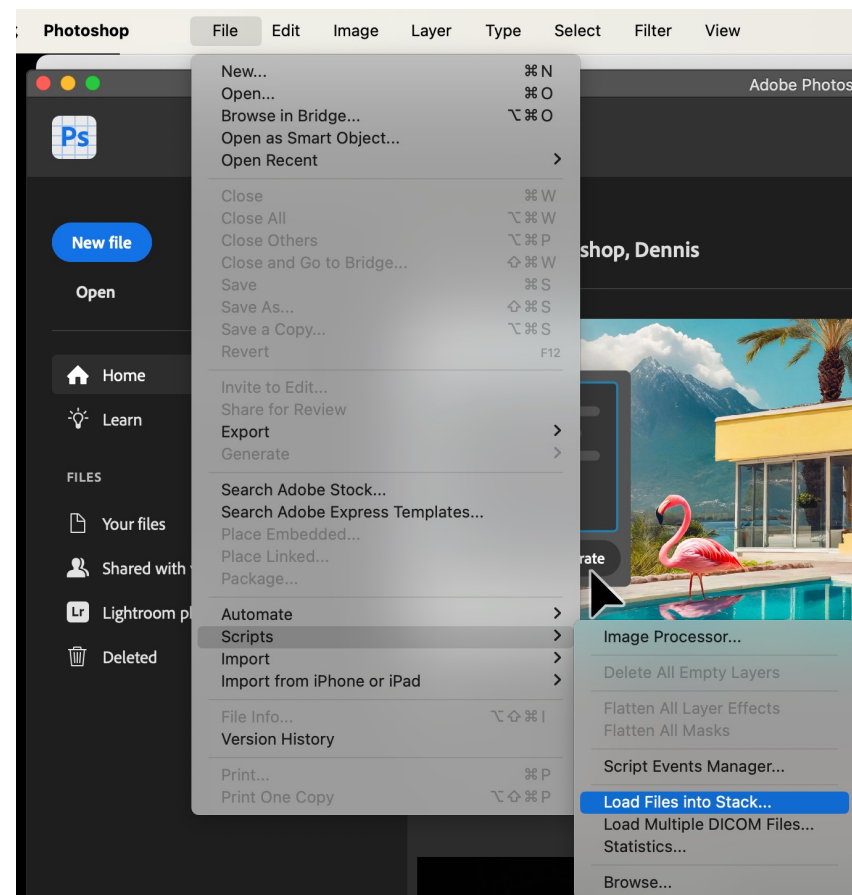 Photoshop File Edit Image Layer Type Select Filter View
Adobe Photos
Ps
New... ⌘N
Open... ⌘O
Browse in Bridge... ⌥⌘O
Open as Smart Object...
Open Recent
Close ⌘W
Close All ⌥⌘W
Close Others ⌥⌘P
Close and Go to Bridge... ⇧⌘W
Save ⌘S
Save As... ⇧⌘S
Save a Copy... ⌥⌘S
Revert F12
Invite to Edit...
Share for Review
Export
Generate
Search Adobe Stock...
Search Adobe Express Templates...
Place Embedded...
Place Linked...
Package...
Automate
Scripts
Import
Import from iPhone or iPad
File Info... ⌥⇧⌘I
Version History
Print... ⌘P
Print One Copy ⌥⇧⌘P
New file
Open
Home
Learn
FILES
Your files
Shared with
Lr Lightroom p
Deleted
shop, Dennis
rate
Image Processor...
Delete All Empty Layers
Flatten All Layer Effects
Flatten All Masks
Script Events Manager...
Load Files into Stack...
Load Multiple DICOM Files...
Statistics...
Browse...